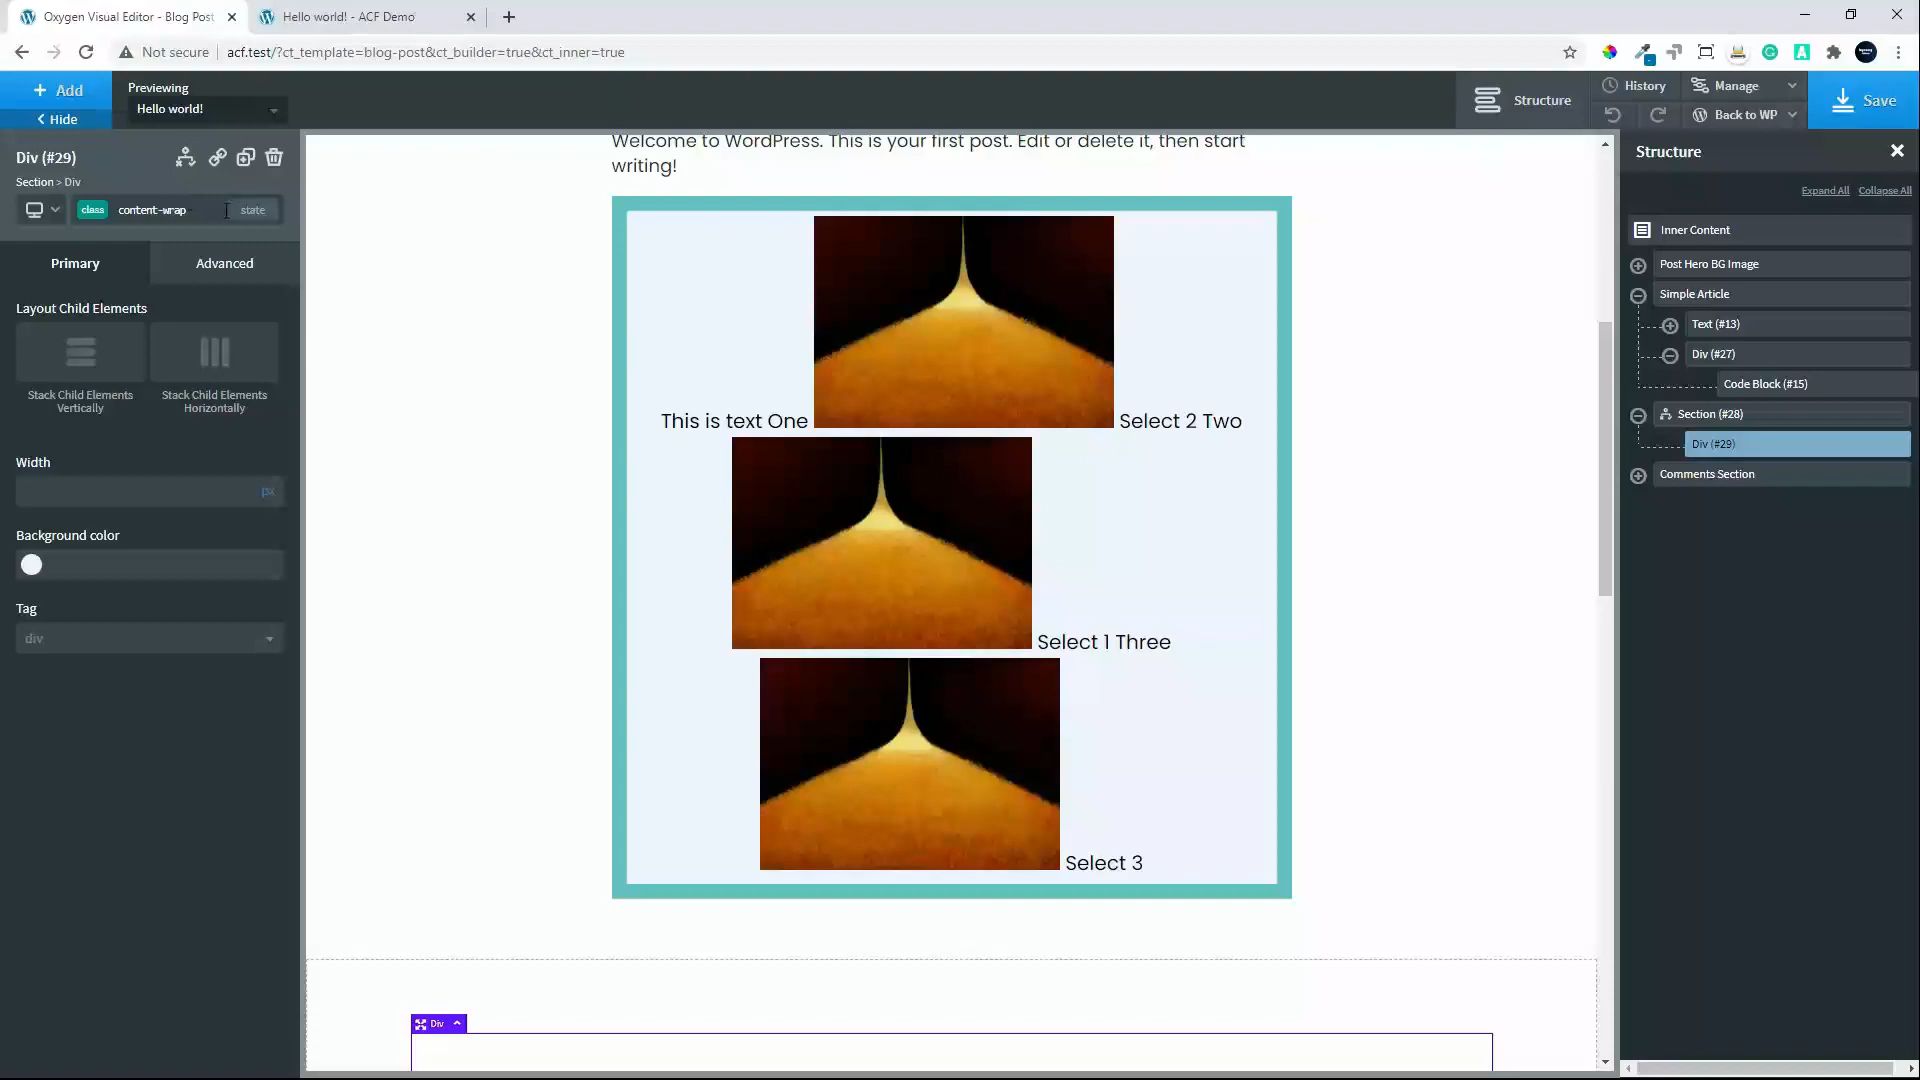 Oxygen Visual Editor - Blog Post
Hello world! - ACF Demo
Not secure
acf.test/?ct_template=blog-post&ct_builder=true&ct_inner=true
Add
Hide
Previewing
Hello world!
Structure
History
Manage
Back to WP
Save
Div (#29)
Section > Div
class
content-wrap
state
Primary
Advanced
Layout Child Elements
Stack Child Elements
Vertically
Stack Child Elements
Horizontally
Width
px
Background color
Tag
div
Welcome to WordPress. This is your first post. Edit or delete it, then start
writing!
This is text One
Select 2 Two
Select 1 Three
Select 3
Div
Structure
Expand All
Collapse All
Inner Content
Post Hero BG Image
Simple Article
Text (#13)
Div (#27)
Code Block (#15)
Section (#28)
Div (#29)
Comments Section